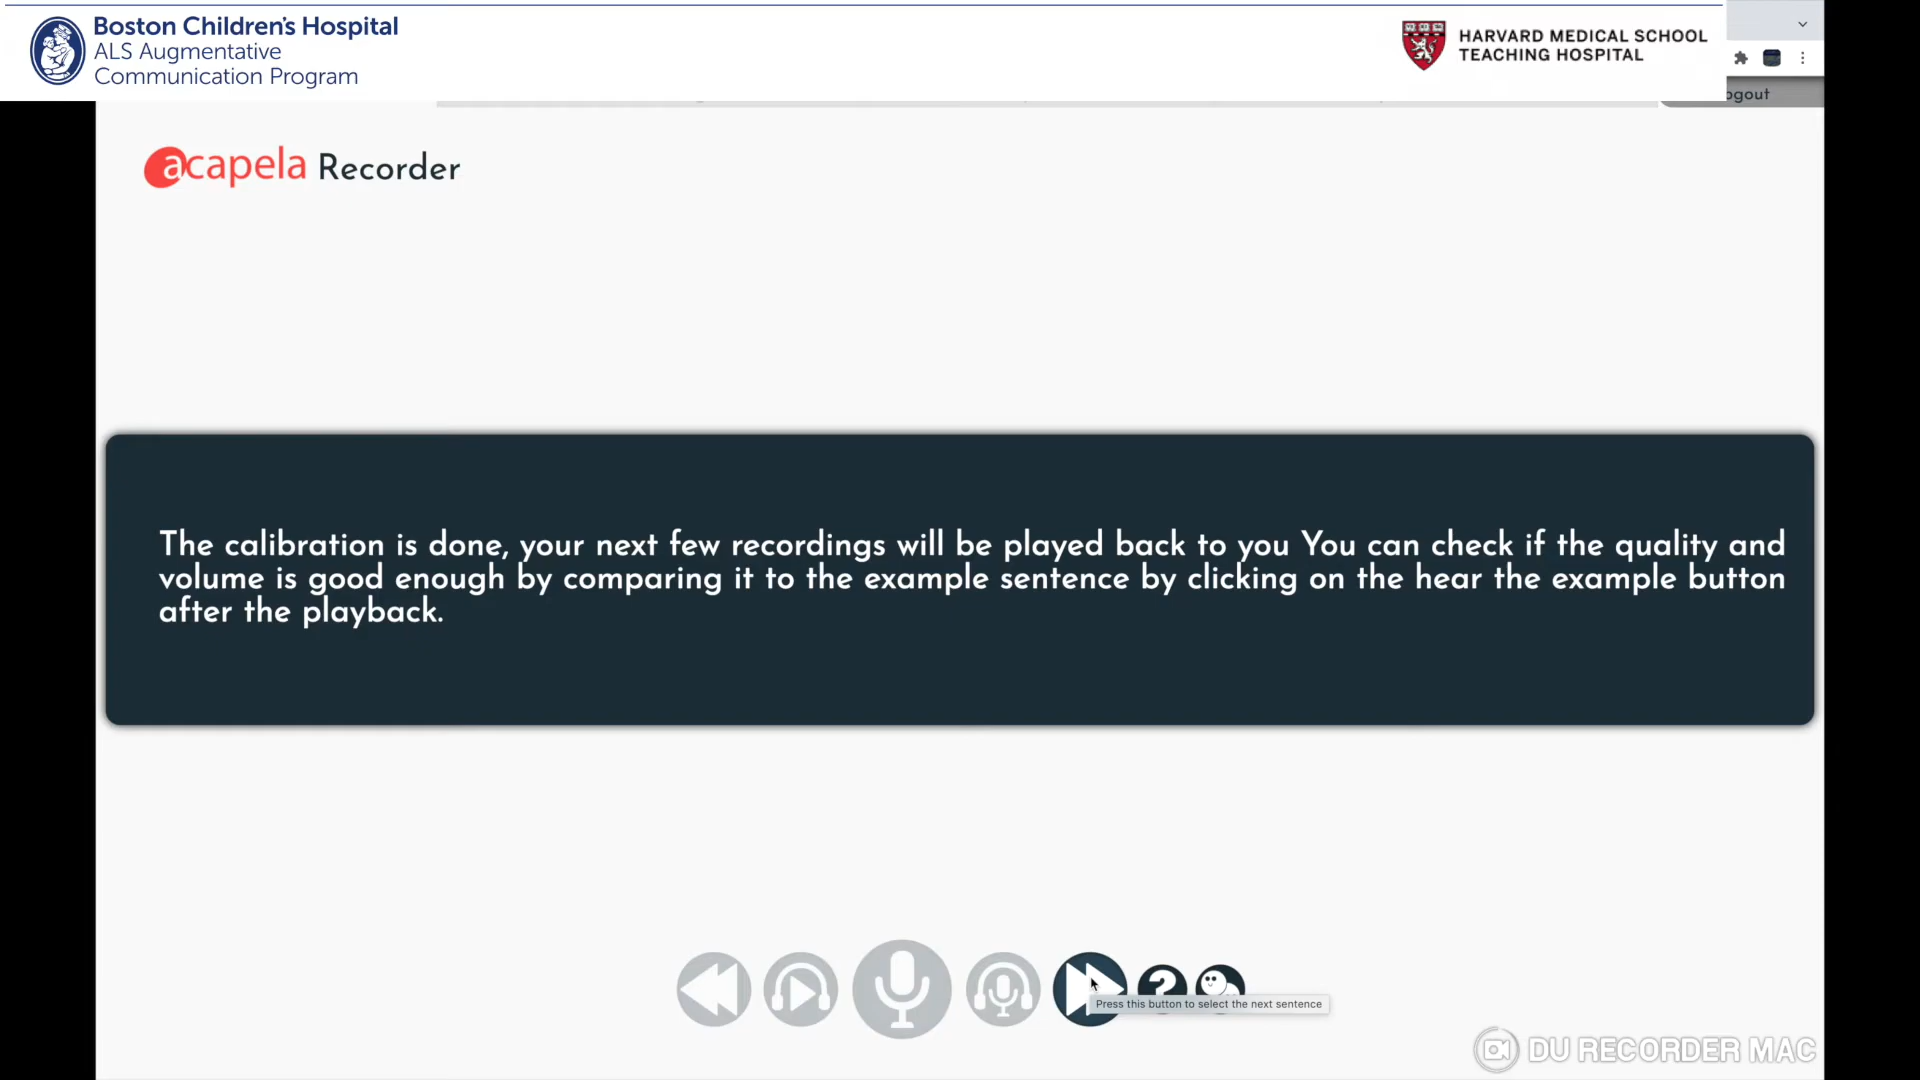 Boston Children's Hospital
ALS Augmentative
Communication Program
HARVARD MEDICAL SCHOOL
TEACHING HOSPITAL
ogout
acapela Recorder
The calibration is done, your next few recordings will be played back to you You can check if the quality and
volume is good enough by comparing it to the example sentence by clicking on the hear the example button
after the playback.
?
Press this button to select the next sentence
DU RECORDER MAC